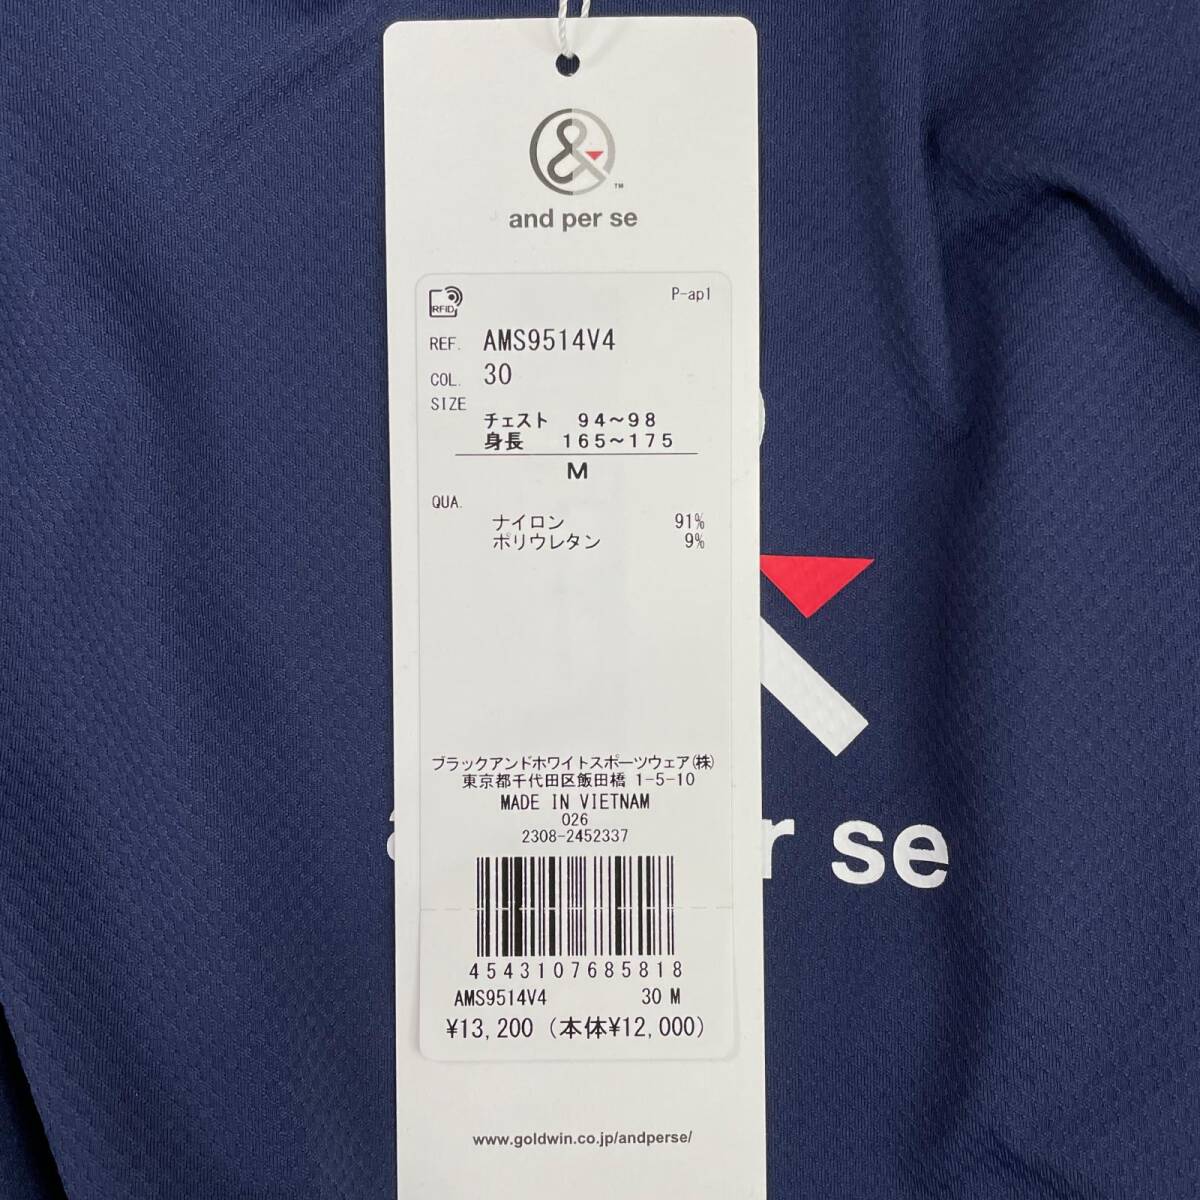 &
TM
and per se
RFID
P-ap1
REF. AMS9514V4
COL. 30
SIZE
チェスト 94~98
身長 165~175
M
QUA.
ナイロン 91%
ポリウレタン 9%
ブラックアンドホワイトスポーツウェア(株)
東京都千代田区飯田橋 1-5-10
MADE IN VIETNAM
026
2308-2452337
4543107685818
AMS9514V4 30 M
¥13,200 (本体¥12,000)
www.goldwin.co.jp/andperse/
r se